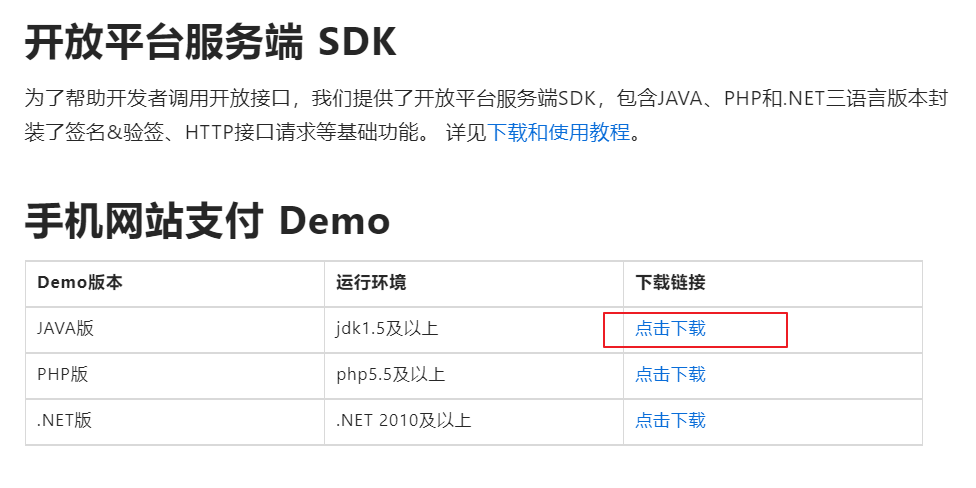 开放平台服务端 SDK
为了帮助开发者调用开放接口，我们提供了开放平台服务端SDK，包含JAVA、PHP和.NET三语言版本封
装了签名&验签、HTTP接口请求等基础功能。 详见下载和使用教程。
手机网站支付 Demo
Demo版本 运行环境 下载链接
JAVA版 jdk1.5及以上 点击下载
PHP版 php5.5及以上 点击下载
.NET版 .NET 2010及以上 点击下载